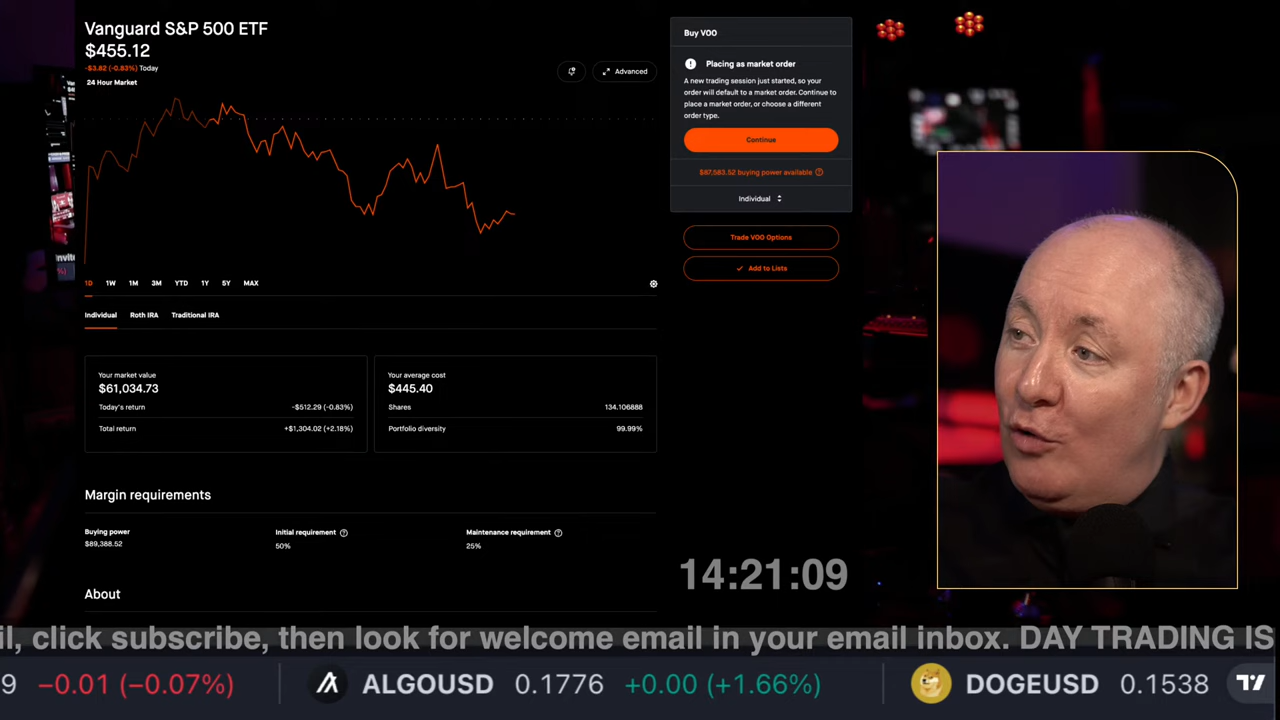 Vanguard S&P 500 ETF
$455.12
-$3.82 (-0.83%) Today
24 Hour Market
Advanced
1D 1W 1M 3M YTD 1Y 5Y MAX
Individual Roth IRA Traditional IRA
Your market value
$61,034.73
Today's return -$512.29 (-0.83%)
Total return +$1,304.02 (+2.18%)
Your average cost
$445.40
Shares 134.106888
Portfolio diversity 99.99%
Margin requirements
Buying power
$89,388.52
Initial requirement
50%
Maintenance requirement
25%
About
Buy VOO
Placing as market order
A new trading session just started, so your
order will default to a market order. Continue to
place a market order, or choose a different
order type.
Continue
$87,583.52 buying power available
Individual
Trade VOO Options
Add to Lists
14:21:09
il, click subscribe, then look for welcome email in your email inbox. DAY TRADING IS
9 −0.01 (−0.07%) ALGOUSD 0.1776 +0.00 (+1.66%) DOGEUSD 0.1538